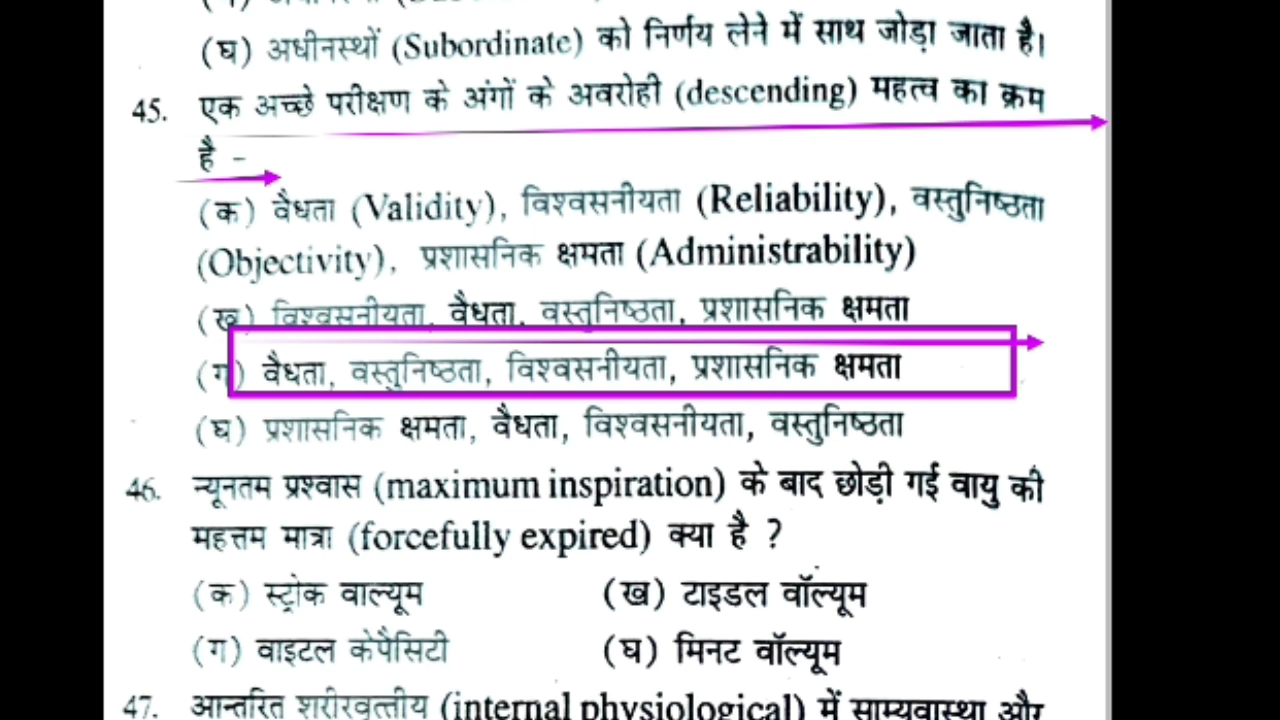 (घ) अधीनस्थों (Subordinate) को निर्णय लेने में साथ जोड़ा जाता है।
45. एक अच्छे परीक्षण के अंगों के अवरोही (descending) महत्व का क्रम
है -
(क) वैधता (Validity), विश्वसनीयता (Reliability), वस्तुनिष्ठता
(Objectivity), प्रशासनिक क्षमता (Administrability)
(ख) विश्वसनीयता, वैधता, वस्तुनिष्ठता, प्रशासनिक क्षमता
(ग) वैधता, वस्तुनिष्ठता, विश्वसनीयता, प्रशासनिक क्षमता
(घ) प्रशासनिक क्षमता, वैधता, विश्वसनीयता, वस्तुनिष्ठता
46. न्यूनतम प्रश्वास (maximum inspiration) के बाद छोड़ी गई वायु की
महत्तम मात्रा (forcefully expired) क्या है ?
(क) स्ट्रोक वाल्यूम (ख) टाइडल वॉल्यूम
(ग) वाइटल केपैसिटी (घ) मिनट वॉल्यूम
47. आन्तरित शरीरवृत्तीय (internal physiological) में साम्यवास्था और